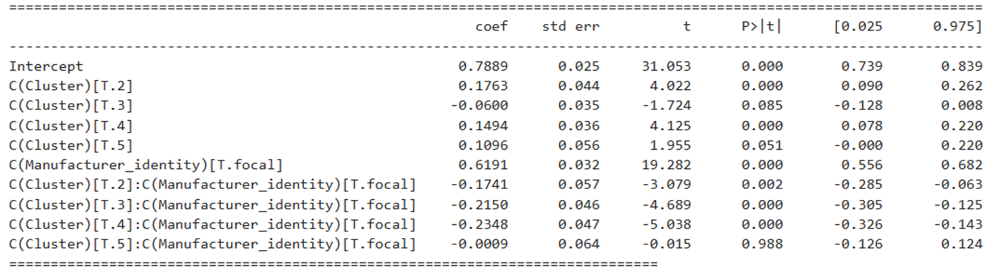 coef std err t P>|t| [0.025 0.975]
Intercept 0.7889 0.025 31.053 0.000 0.739 0.839
C(Cluster)[T.2] 0.1763 0.044 4.022 0.000 0.090 0.262
C(Cluster)[T.3] -0.0600 0.035 -1.724 0.085 -0.128 0.008
C(Cluster)[T.4] 0.1494 0.036 4.125 0.000 0.078 0.220
C(Cluster)[T.5] 0.1096 0.056 1.955 0.051 -0.000 0.220
C(Manufacturer_identity)[T.focal] 0.6191 0.032 19.282 0.000 0.556 0.682
C(Cluster)[T.2]:C(Manufacturer_identity)[T.focal] -0.1741 0.057 -3.079 0.002 -0.285 -0.063
C(Cluster)[T.3]:C(Manufacturer_identity)[T.focal] -0.2150 0.046 -4.689 0.000 -0.305 -0.125
C(Cluster)[T.4]:C(Manufacturer_identity)[T.focal] -0.2348 0.047 -5.038 0.000 -0.326 -0.143
C(Cluster)[T.5]:C(Manufacturer_identity)[T.focal] -0.0009 0.064 -0.015 0.988 -0.126 0.124